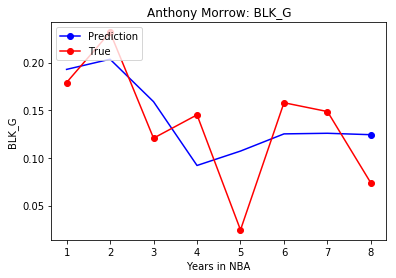 Anthony Morrow: BLK_G
Prediction
True
BLK_G
0.20
0.15
0.10
0.05
1 2 3 4 5 6 7 8
Years in NBA